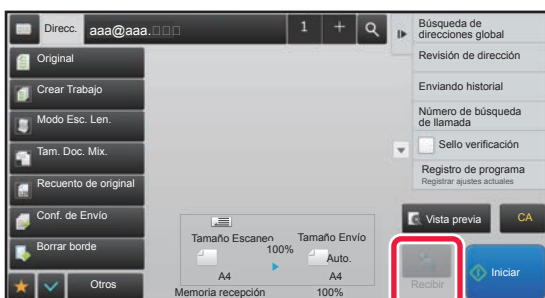 Direcc.
aaa@aaa.□□□
1
+
Búsqueda de
direcciones global
Original
Revisión de dirección
Crear Trabajo
Enviando historial
Modo Esc. Len.
Número de búsqueda
de llamada
Tam. Doc. Mix.
Sello verificación
Recuento de original
Registro de programa
Registrar ajustes actuales
Conf. de Envío
Vista previa
CA
Borrar borde
Tamaño Escaneo
Tamaño Envío
100%
Auto.
A4
A4
Otros
Memoria recepción
100%
Recibir
Iniciar